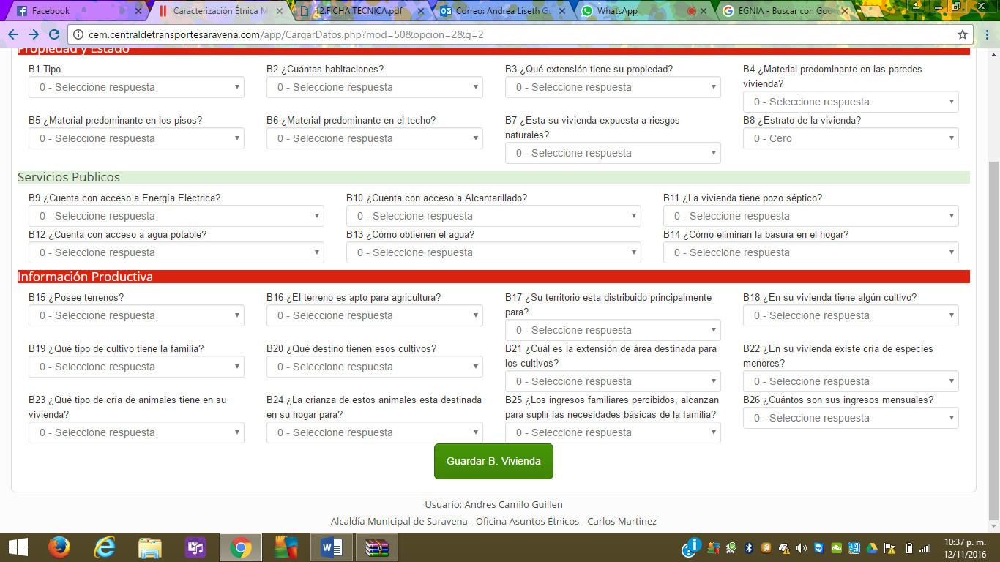 Facebook
Caracterización Étnica M
12.FICHA TECNICA.pdf
Correo: Andrea Liseth Gu
WhatsApp
EGNIA - Buscar con Goo
cem.centraldetransportesaravena.com/app/CargarDatos.php?mod=50&opcion=2&g=2
Propiedad y Estado
B1 Tipo
0 - Seleccione respuesta
B2 ¿Cuántas habitaciones?
0 - Seleccione respuesta
B3 ¿Qué extensión tiene su propiedad?
0 - Seleccione respuesta
B4 ¿Material predominante en las paredes
vivienda?
0 - Seleccione respuesta
B5 ¿Material predominante en los pisos?
0 - Seleccione respuesta
B6 ¿Material predominante en el techo?
0 - Seleccione respuesta
B7 ¿Esta su vivienda expuesta a riesgos
naturales?
0 - Seleccione respuesta
B8 ¿Estrato de la vivienda?
0 - Cero
Servicios Publicos
B9 ¿Cuenta con acceso a Energía Eléctrica?
0 - Seleccione respuesta
B10 ¿Cuenta con acceso a Alcantarillado?
0 - Seleccione respuesta
B11 ¿La vivienda tiene pozo séptico?
0 - Seleccione respuesta
B12 ¿Cuenta con acceso a agua potable?
0 - Seleccione respuesta
B13 ¿Cómo obtienen el agua?
0 - Seleccione respuesta
B14 ¿Cómo eliminan la basura en el hogar?
0 - Seleccione respuesta
Información Productiva
B15 ¿Posee terrenos?
0 - Seleccione respuesta
B16 ¿El terreno es apto para agricultura?
0 - Seleccione respuesta
B17 ¿Su territorio esta distribuido principalmente
para?
0 - Seleccione respuesta
B18 ¿En su vivienda tiene algún cultivo?
0 - Seleccione respuesta
B19 ¿Qué tipo de cultivo tiene la familia?
0 - Seleccione respuesta
B20 ¿Qué destino tienen esos cultivos?
0 - Seleccione respuesta
B21 ¿Cuál es la extensión de área destinada para
los cultivos?
0 - Seleccione respuesta
B22 ¿En su vivienda existe cría de especies
menores?
0 - Seleccione respuesta
B23 ¿Qué tipo de cría de animales tiene en su
vivienda?
0 - Seleccione respuesta
B24 ¿La crianza de estos animales esta destinada
en su hogar para?
0 - Seleccione respuesta
B25 ¿Los ingresos familiares percibidos, alcanzan
para suplir las necesidades básicas de la familia?
0 - Seleccione respuesta
B26 ¿Cuántos son sus ingresos mensuales?
0 - Seleccione respuesta
Guardar B. Vivienda
Usuario: Andres Camilo Guillen
Alcaldía Municipal de Saravena - Oficina Asuntos Étnicos - Carlos Martinez
10:37 p. m.
12/11/2016